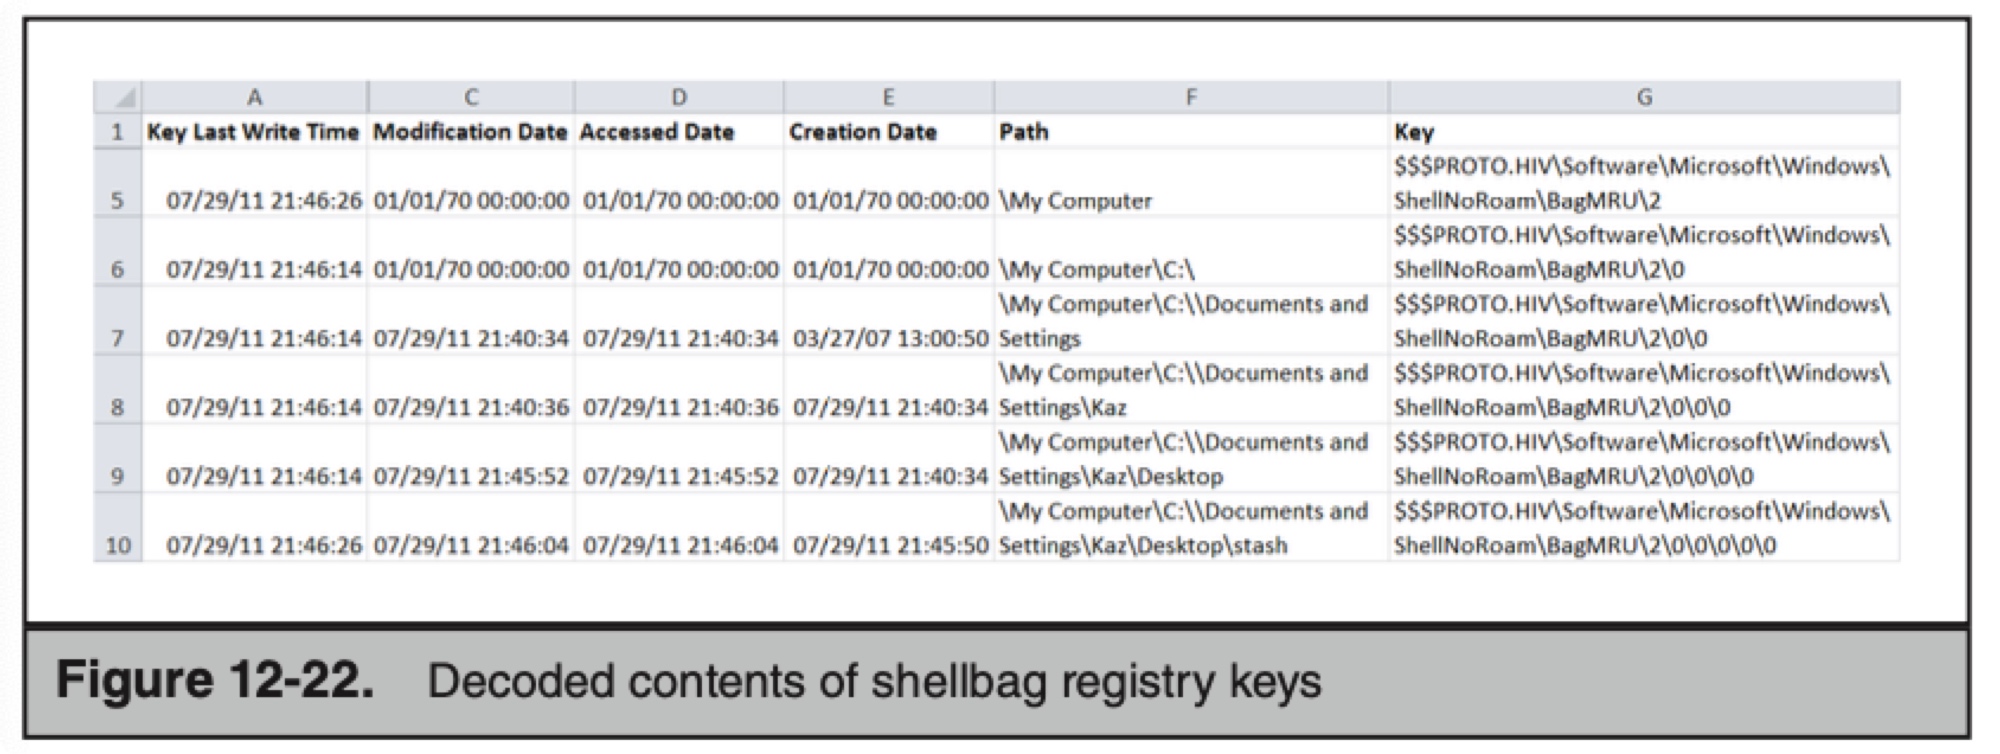 A C D E F G
1 Key Last Write Time Modification Date Accessed Date Creation Date Path Key
$$$PROTO.HIV\Software\Microsoft\Windows\
5 07/29/11 21:46:26 01/01/70 00:00:00 01/01/70 00:00:00 01/01/70 00:00:00 \My Computer ShellNoRoam\BagMRU\2
$$$PROTO.HIV\Software\Microsoft\Windows\
6 07/29/11 21:46:14 01/01/70 00:00:00 01/01/70 00:00:00 01/01/70 00:00:00 \My Computer\C:\ ShellNoRoam\BagMRU\2\0
\My Computer\C:\\Documents and $$$PROTO.HIV\Software\Microsoft\Windows\
7 07/29/11 21:46:14 07/29/11 21:40:34 07/29/11 21:40:34 03/27/07 13:00:50 Settings ShellNoRoam\BagMRU\2\0\0
\My Computer\C:\\Documents and $$$PROTO.HIV\Software\Microsoft\Windows\
8 07/29/11 21:46:14 07/29/11 21:40:36 07/29/11 21:40:36 07/29/11 21:40:34 Settings\Kaz ShellNoRoam\BagMRU\2\0\0\0
\My Computer\C:\\Documents and $$$PROTO.HIV\Software\Microsoft\Windows\
9 07/29/11 21:46:14 07/29/11 21:45:52 07/29/11 21:45:52 07/29/11 21:40:34 Settings\Kaz\Desktop ShellNoRoam\BagMRU\2\0\0\0\0
\My Computer\C:\\Documents and $$$PROTO.HIV\Software\Microsoft\Windows\
10 07/29/11 21:46:26 07/29/11 21:46:04 07/29/11 21:46:04 07/29/11 21:45:50 Settings\Kaz\Desktop\stash ShellNoRoam\BagMRU\2\0\0\0\0\0
Figure 12-22. Decoded contents of shellbag registry keys